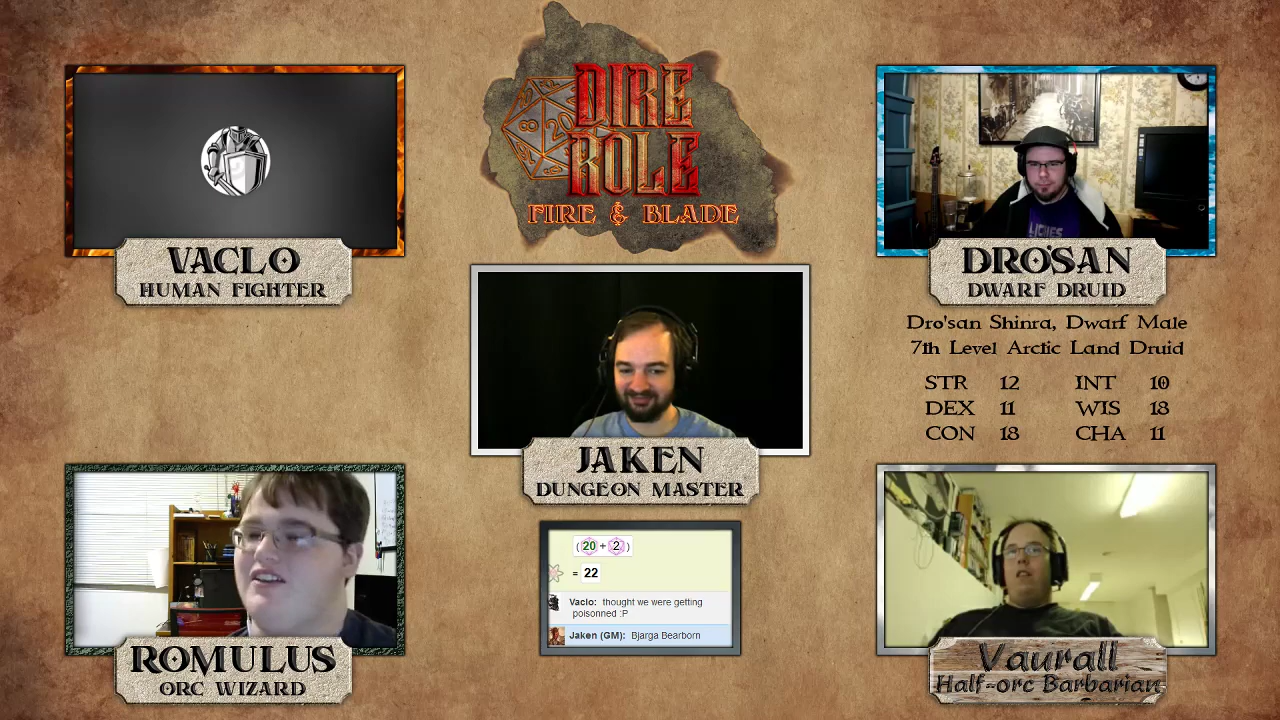 DIRE
ROLE
FIRE & BLADE
8
20
VACLO
HUMAN FIGHTER
DRO'SAN
DWARF DRUID
Dro'san Shinra, Dwarf Male
7th Level Arctic Land Druid
STR 12 INT 10
DEX 11 WIS 18
CON 18 CHA 11
JAKEN
DUNGEON MASTER
(20+2)
= 22
Vaclo: thought we were getting
poisonned :P
Jaken (GM): Bjarga Bearborn
ROMULUS
ORC WIZARD
Vaurall
Half-orc Barbarian